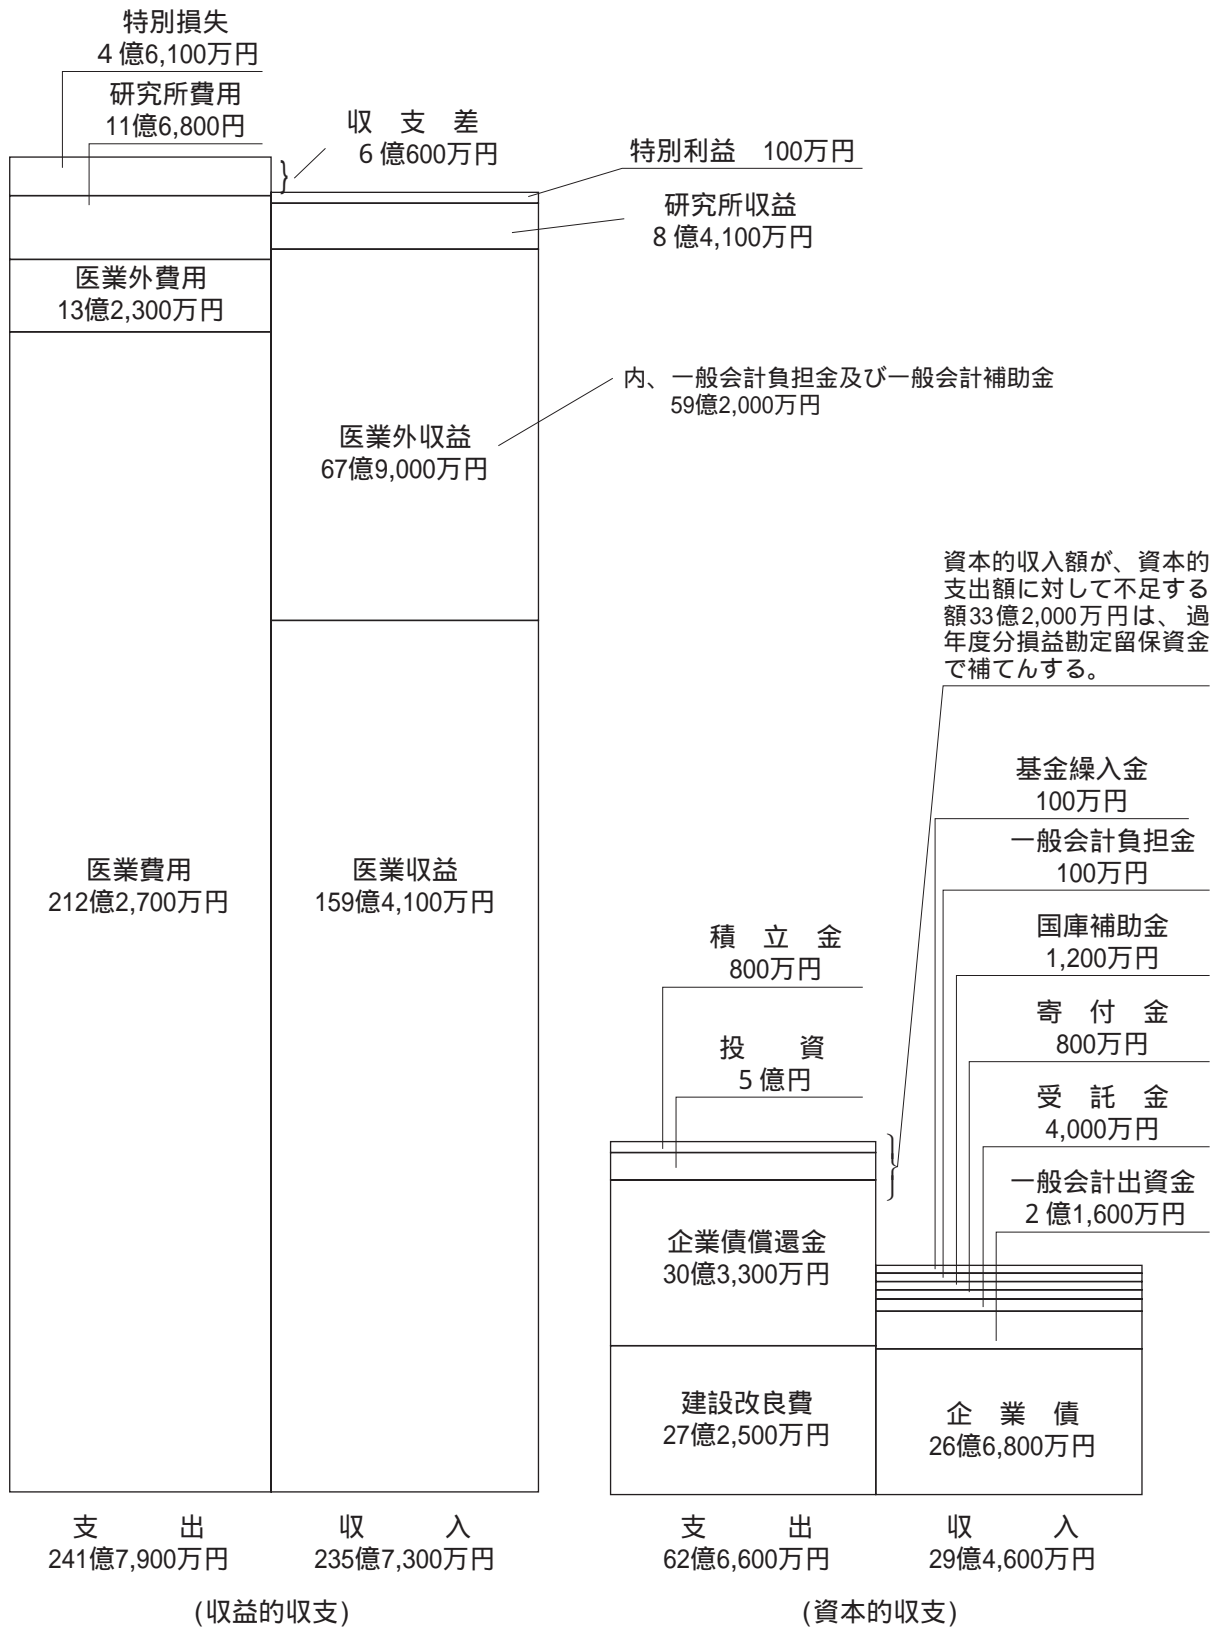 特別損失
4億6,100万円
研究所費用
11億6,800円
収支差
6億600万円
特別利益 100万円
研究所収益
8億4,100万円
医業外費用
13億2,300万円
内、一般会計負担金及び一般会計補助金
59億2,000万円
医業外収益
67億9,000万円
医業費用
212億2,700万円
医業収益
159億4,100万円
支出
241億7,900万円
収入
235億7,300万円
(収益的収支)
資本的収入額が、資本的
支出額に対して不足する
額33億2,000万円は、過
年度分損益勘定留保資金
で補てんする。
基金繰入金
100万円
一般会計負担金
100万円
国庫補助金
1,200万円
寄付金
800万円
受託金
4,000万円
一般会計出資金
2億1,600万円
積立金
800万円
投資
5億円
企業債償還金
30億3,300万円
建設改良費
27億2,500万円
企業債
26億6,800万円
支出
62億6,600万円
収入
29億4,600万円
(資本的収支)